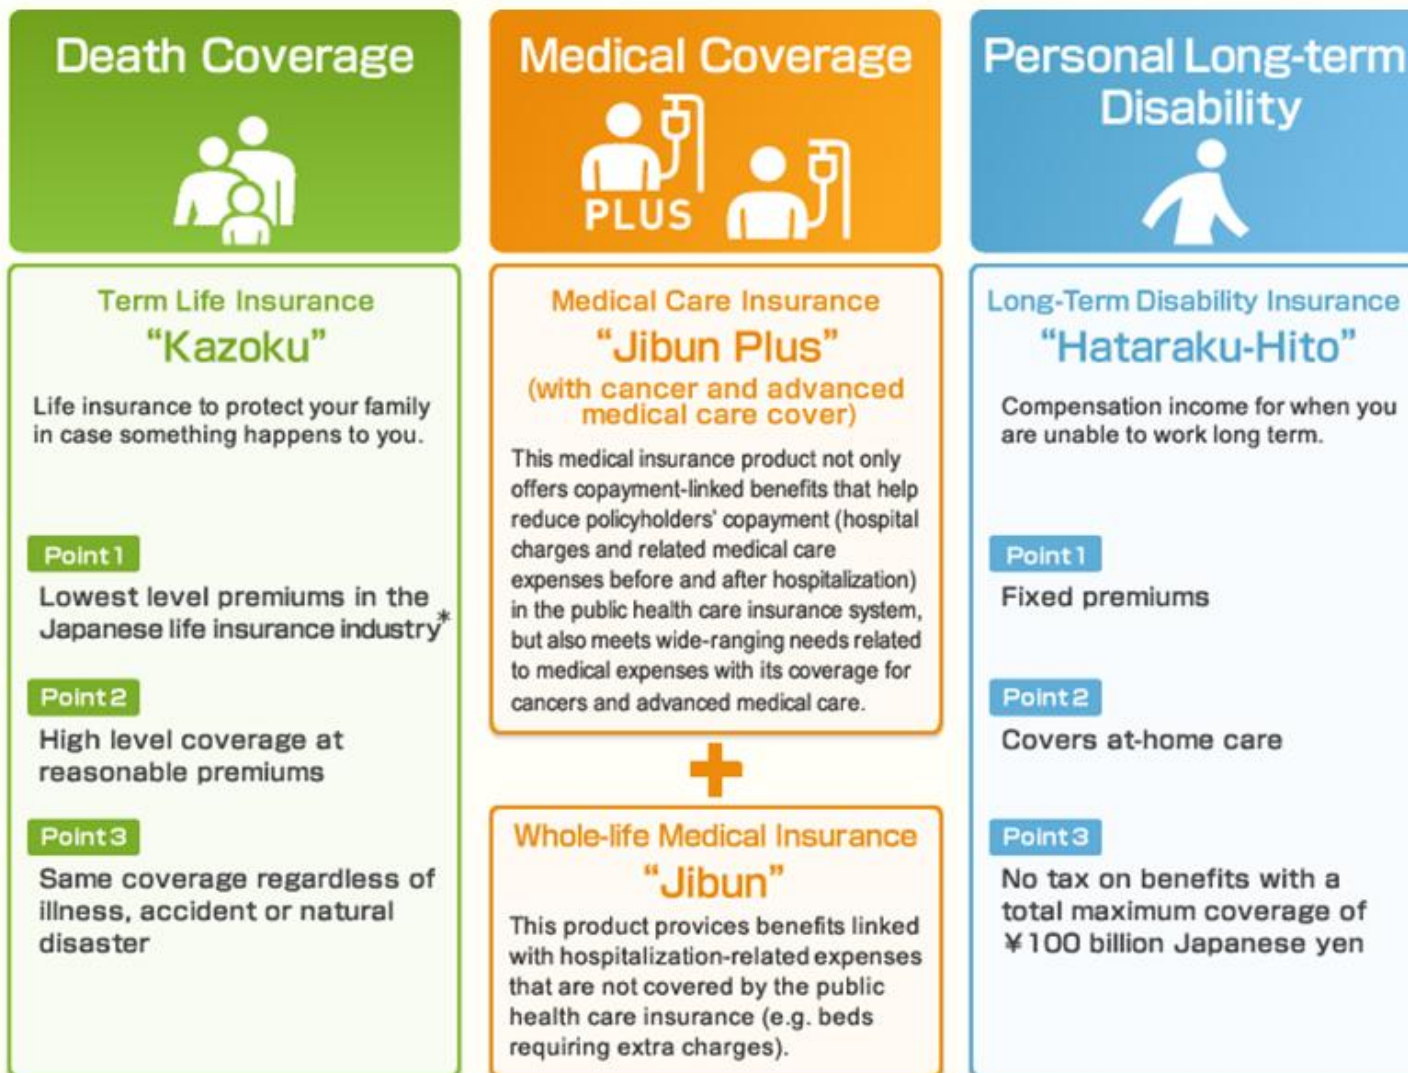 Death Coverage
Term Life Insurance
“Kazoku”
Life insurance to protect your family
in case something happens to you.
Point1
Lowest level premiums in the
Japanese life insurance industry*
Point2
High level coverage at
reasonable premiums
Point3
Same coverage regardless of
illness, accident or natural
disaster
Medical Coverage
PLUS
Medical Care Insurance
“Jibun Plus”
(with cancer and advanced
medical care cover)
This medical insurance product not only
offers copayment-linked benefits that help
reduce policyholders’ copayment (hospital
charges and related medical care
expenses before and after hospitalization)
in the public health care insurance system,
but also meets wide-ranging needs related
to medical expenses with its coverage for
cancers and advanced medical care.
+
Whole-life Medical Insurance
“Jibun”
This product provices benefits linked
with hospitalization-related expenses
that are not covered by the public
health care insurance (e.g. beds
requiring extra charges).
Personal Long-term
Disability
Long-Term Disability Insurance
“Hataraku-Hito”
Compensation income for when you
are unable to work long term.
Point1
Fixed premiums
Point2
Covers at-home care
Point3
No tax on benefits with a
total maximum coverage of
¥100 billion Japanese yen